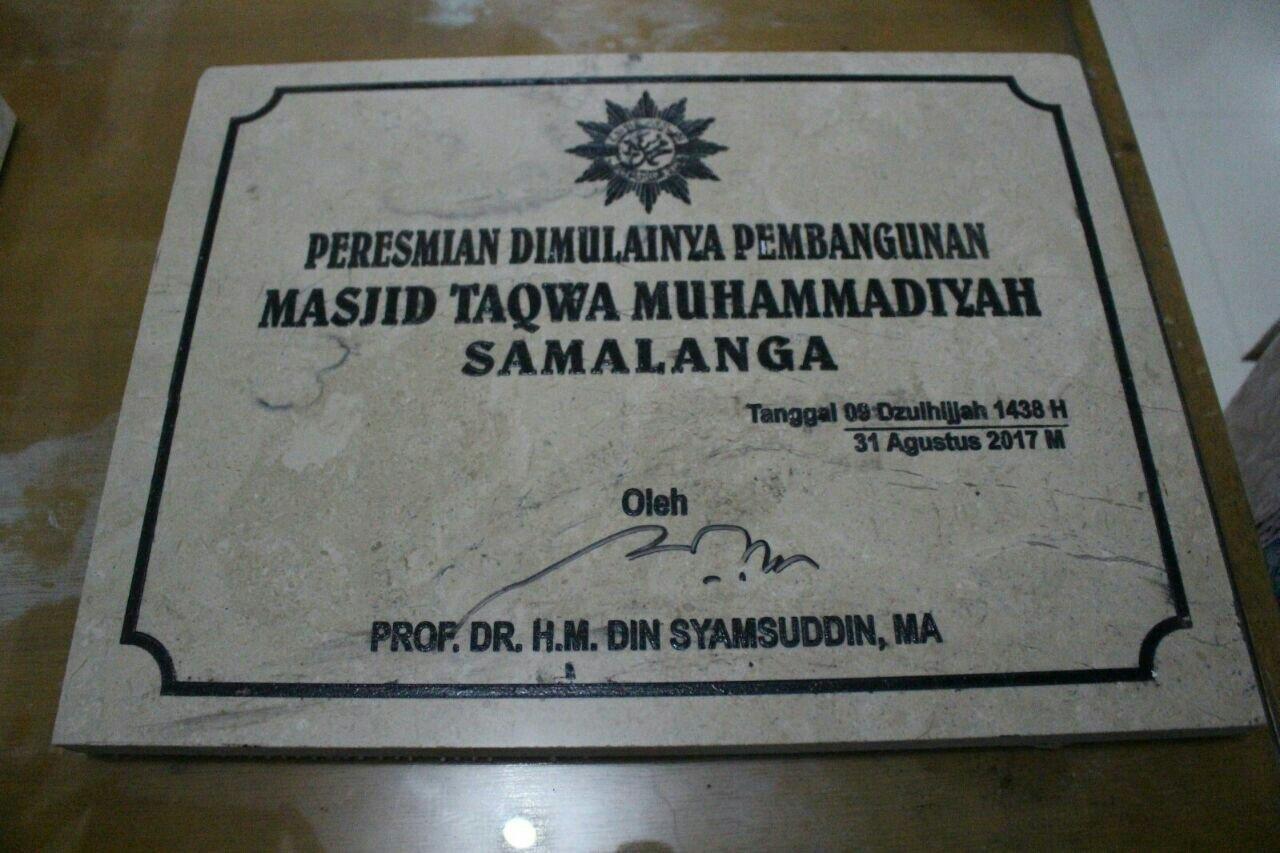 PERESMIAN DIMULAINYA PEMBANGUNAN
MASJID TAQWA MUHAMMADIYAH
SAMALANGA
Tanggal 09 Dzulhijjah 1438 H
31 Agustus 2017 M
Oleh
PROF. DR. H.M. DIN SYAMSUDDIN, MA